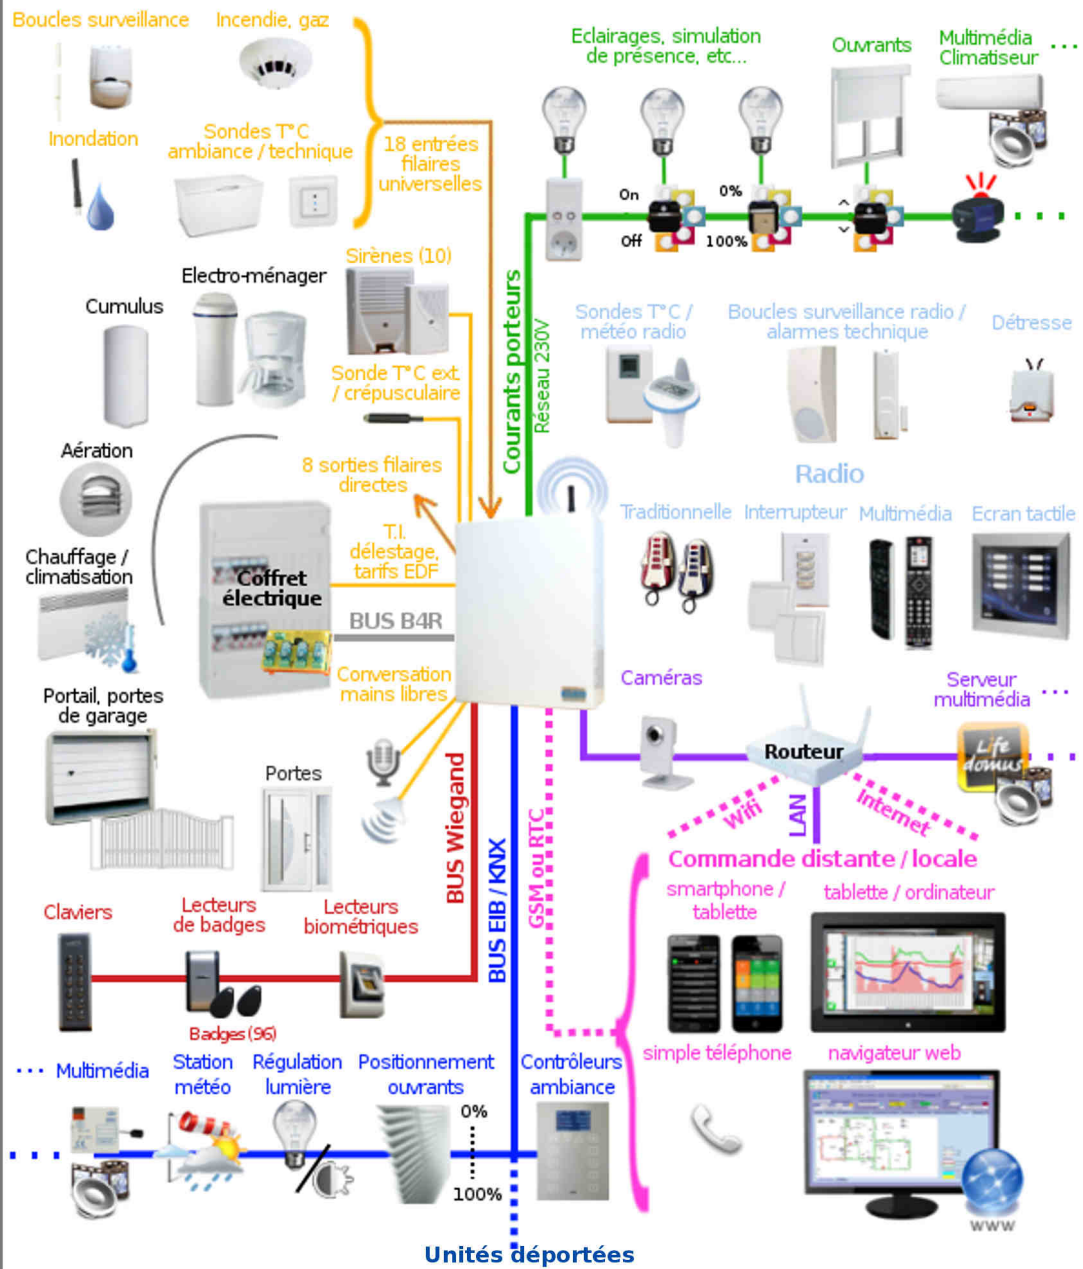 Boucles surveillance
Incendie, gaz
Inondation
Sondes T°C
ambiance / technique
18 entrées
filaires
universelles
Eclairages, simulation
de présence, etc...
Ouvrants
Multimédia
Climatiseur
...
On
Off
0%
100%
Sirènes (10)
Electro-ménager
Cumulus
Sonde T°C ext.
/ crépusculaire
Courants porteurs
Réseau 230V
Sondes T°C /
météo radio
Boucles surveillance radio /
alarmes technique
Détresse
Radio
Aération
8 sorties filaires
directes
Traditionnelle
Interrupteur
Multimédia
Ecran tactile
Chauffage /
climatisation
T.I.
délestage,
tarifs EDF
Coffret
électrique
BUS B4R
Conversation
mains libres
Portail, portes
de garage
Portes
Caméras
Routeur
Serveur
multimédia
...
Life
domus
Wifi
LAN
Internet
BUS Wiegand
BUS EIB / KNX
GSM ou RTC
Commande distante / locale
smartphone /
tablette
tablette / ordinateur
Claviers
Lecteurs
de badges
Lecteurs
biométriques
Badges (96)
simple téléphone
navigateur web
... Multimédia
Station
météo
Régulation
lumière
Positionnement
ouvrants
Contrôleurs
ambiance
0%
100%
www
Unités déportées